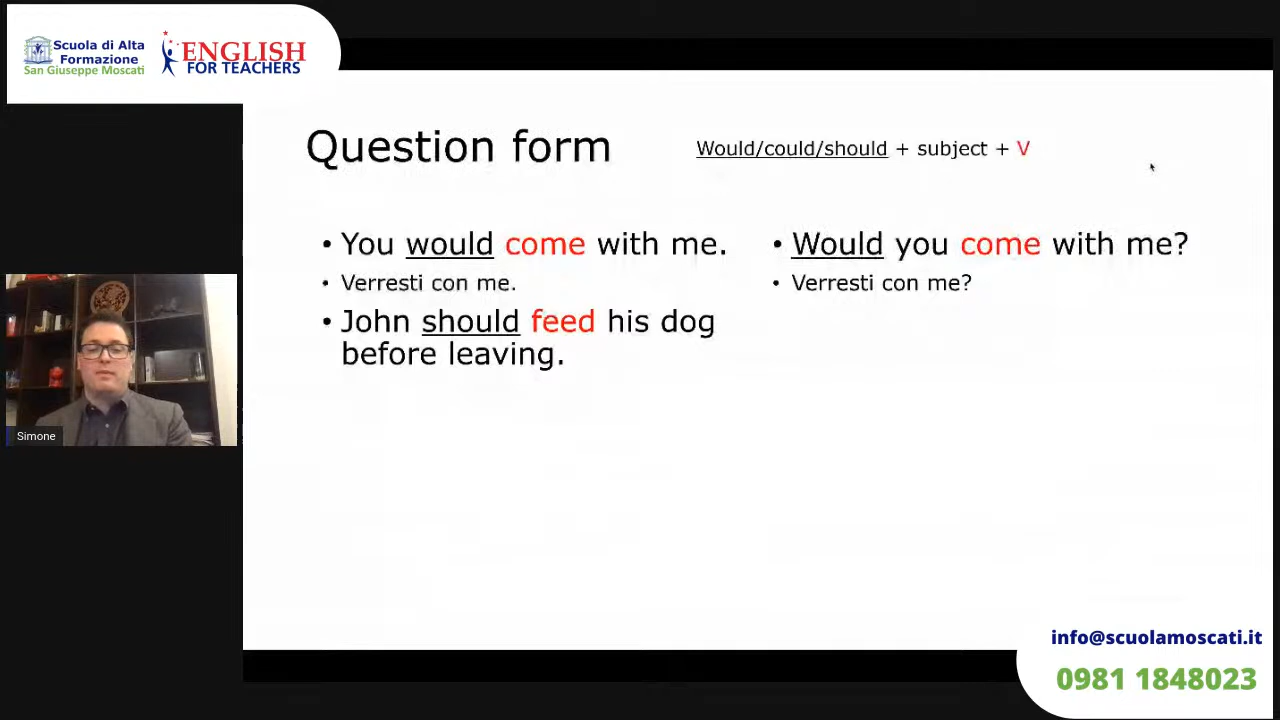 Scuola di Alta
Formazione
San Giuseppe Moscati
ENGLISH
FOR TEACHERS
Question form
Would/could/should + subject + V
• You would come with me.
• Verresti con me.
• John should feed his dog
before leaving.
• Would you come with me?
• Verresti con me?
Simone
info@scuolamoscati.it
0981 1848023